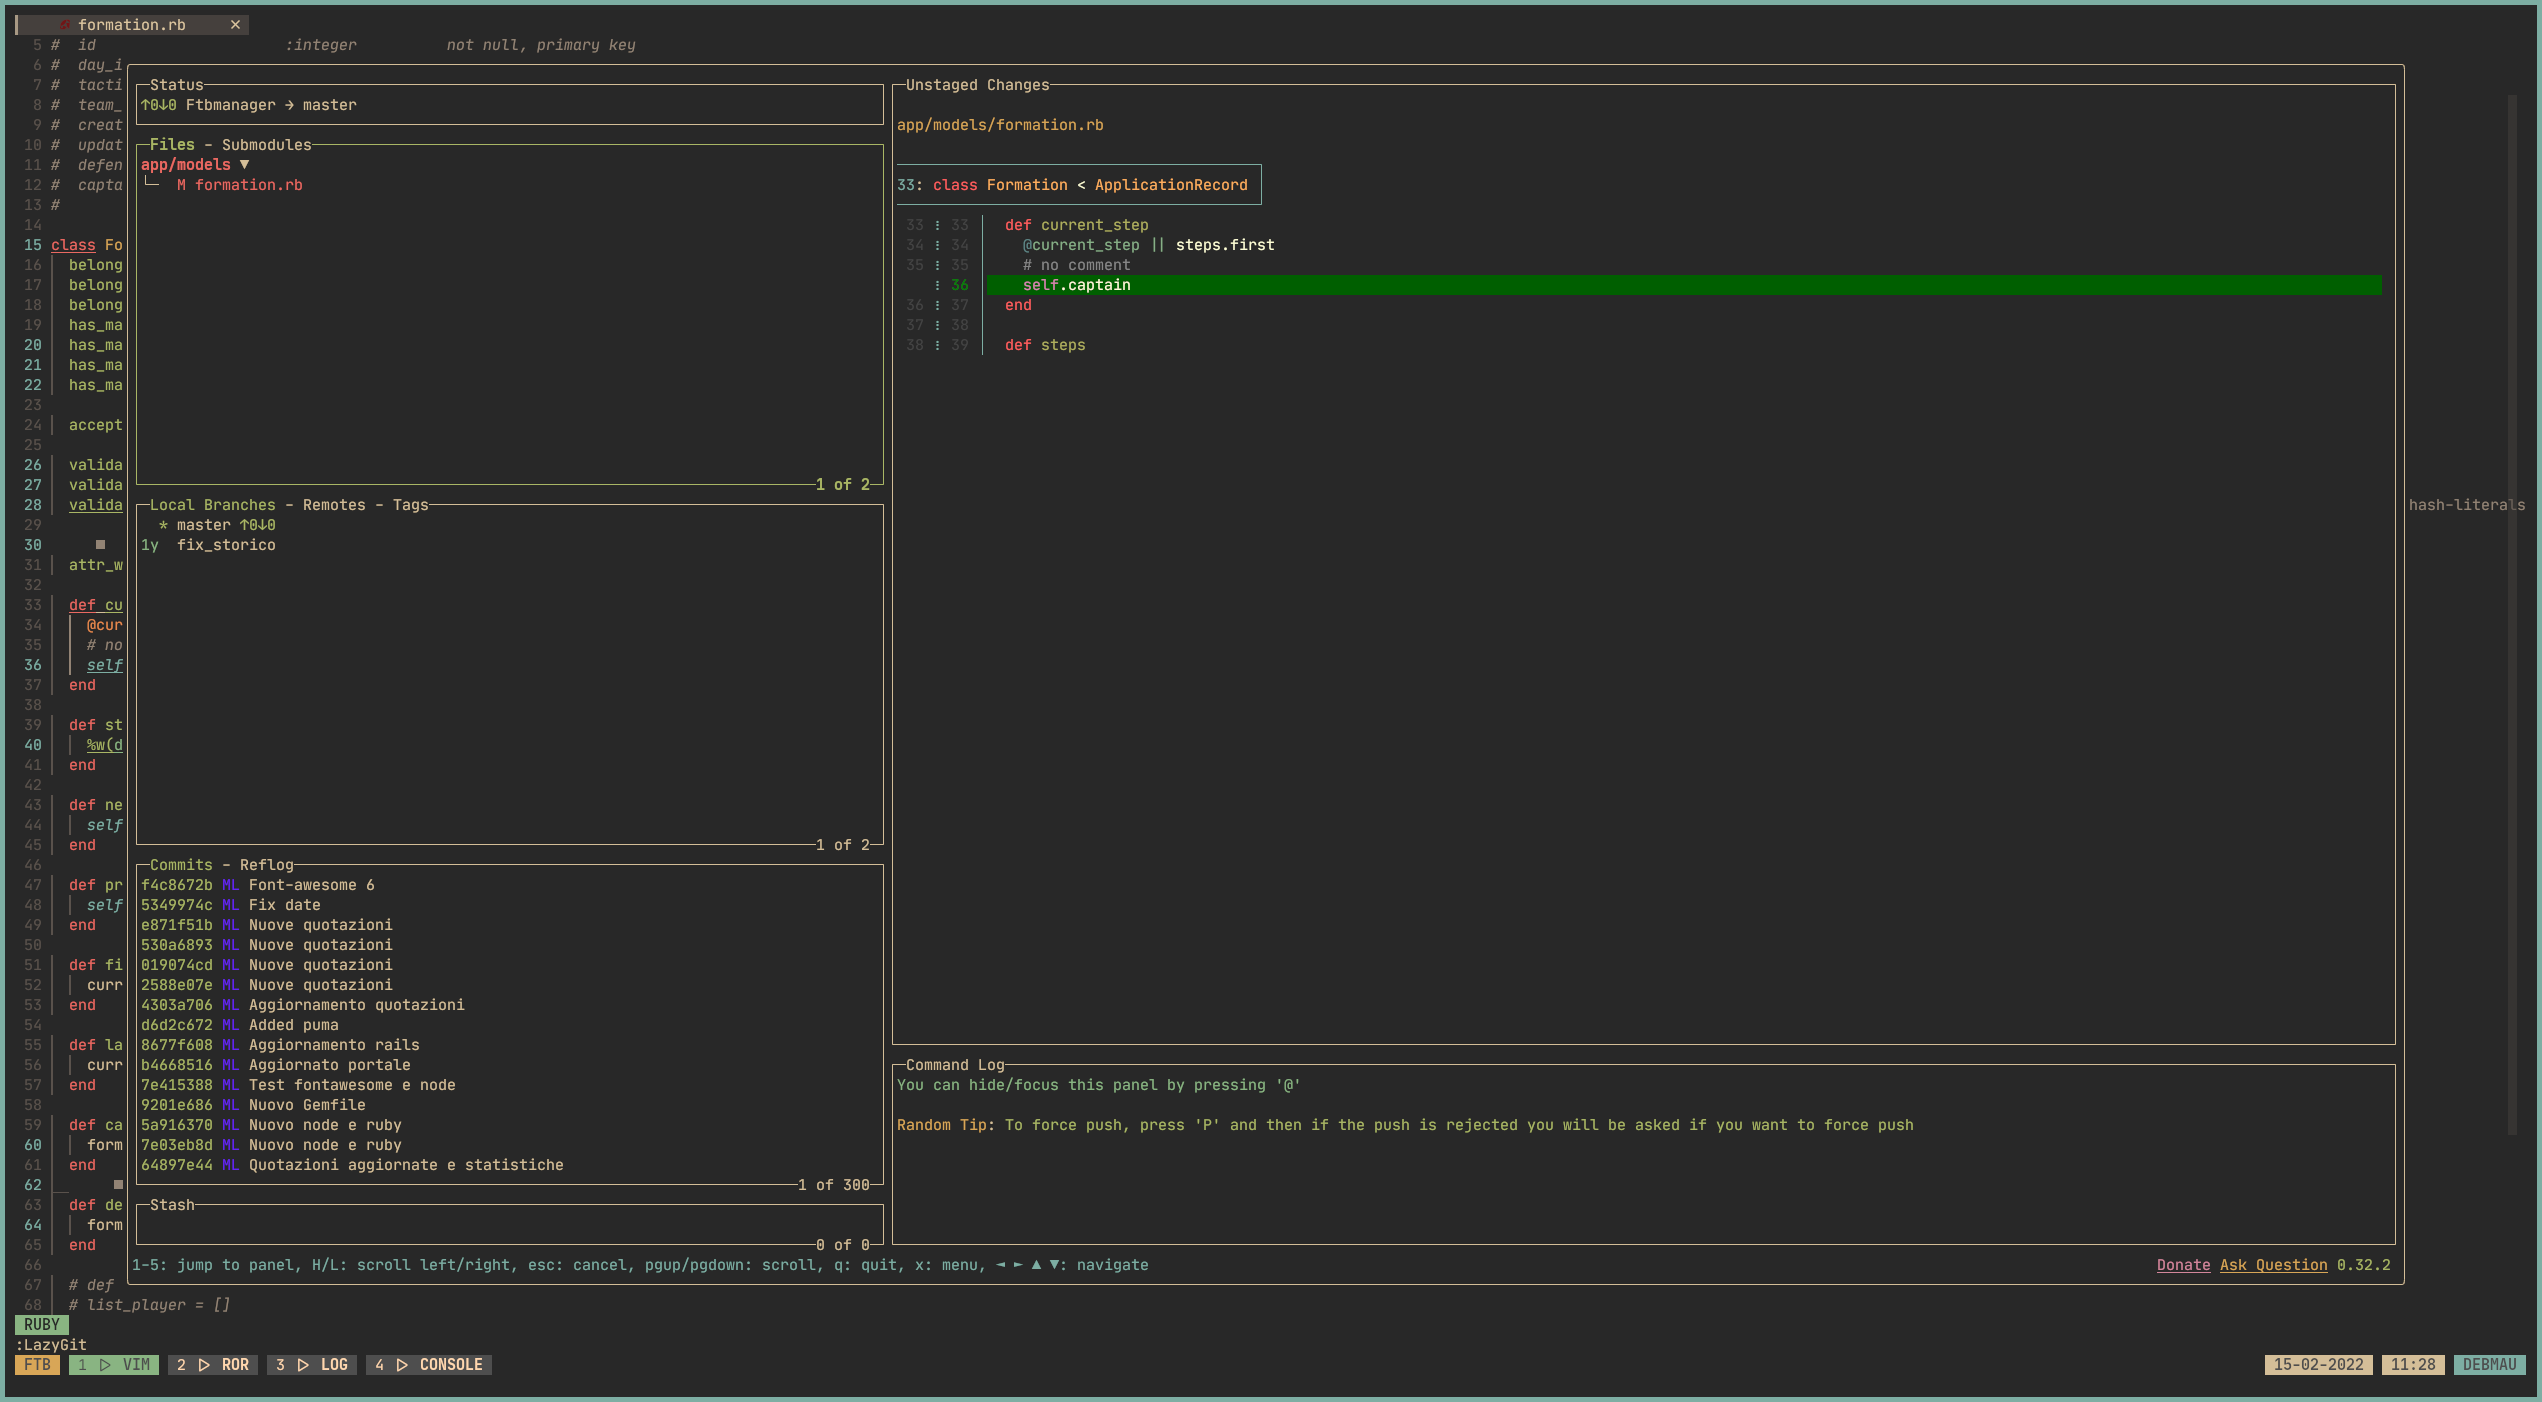 formation.rb ✕
5 # id :integer not null, primary key
6 # day_i
7 # tacti
8 # team_
9 # creat
10 # updat
11 # defen
12 # capta
13 #
14
15 class Fo
16 belong
17 belong
18 belong
19 has_ma
20 has_ma
21 has_ma
22 has_ma
23
24 accept
25
26 valida
27 valida
28 valida
29
30 ■
31 attr_w
32
33 def cu
34 @cur
35 # no
36 self
37 end
38
39 def st
40 %w(d
41 end
42
43 def ne
44 self
45 end
46
47 def pr
48 self
49 end
50
51 def fi
52 curr
53 end
54
55 def la
56 curr
57 end
58
59 def ca
60 form
61 end
62 ■
63 def de
64 form
65 end
66
67 # def
68 # list_player = []
Status
↑0↓0 Ftbmanager → master
Files - Submodules
app/models ▼
└─ M formation.rb
1 of 2
Local Branches - Remotes - Tags
* master ↑0↓0
1y fix_storico
1 of 2
Commits - Reflog
f4c8672b ML Font-awesome 6
5349974c ML Fix date
e871f51b ML Nuove quotazioni
530a6893 ML Nuove quotazioni
019074cd ML Nuove quotazioni
2588e07e ML Nuove quotazioni
4303a706 ML Aggiornamento quotazioni
d6d2c672 ML Added puma
8677f608 ML Aggiornamento rails
b4668516 ML Aggiornato portale
7e415388 ML Test fontawesome e node
9201e686 ML Nuovo Gemfile
5a916370 ML Nuovo node e ruby
7e03eb8d ML Nuovo node e ruby
64897e44 ML Quotazioni aggiornate e statistiche
1 of 300
Stash
0 of 0
Unstaged Changes
app/models/formation.rb
33: class Formation < ApplicationRecord
33 ⋮ 33 def current_step
34 ⋮ 34 @current_step || steps.first
35 ⋮ 35 # no comment
⋮ 36 self.captain
36 ⋮ 37 end
37 ⋮ 38
38 ⋮ 39 def steps
hash-literals
Command Log
You can hide/focus this panel by pressing '@'
Random Tip: To force push, press 'P' and then if the push is rejected you will be asked if you want to force push
1-5: jump to panel, H/L: scroll left/right, esc: cancel, pgup/pgdown: scroll, q: quit, x: menu, ◄ ► ▲ ▼: navigate
Donate Ask Question 0.32.2
RUBY
:LazyGit
FTB 1 ▷ VIM 2 ▷ ROR 3 ▷ LOG 4 ▷ CONSOLE 15-02-2022 11:28 DEBMAU